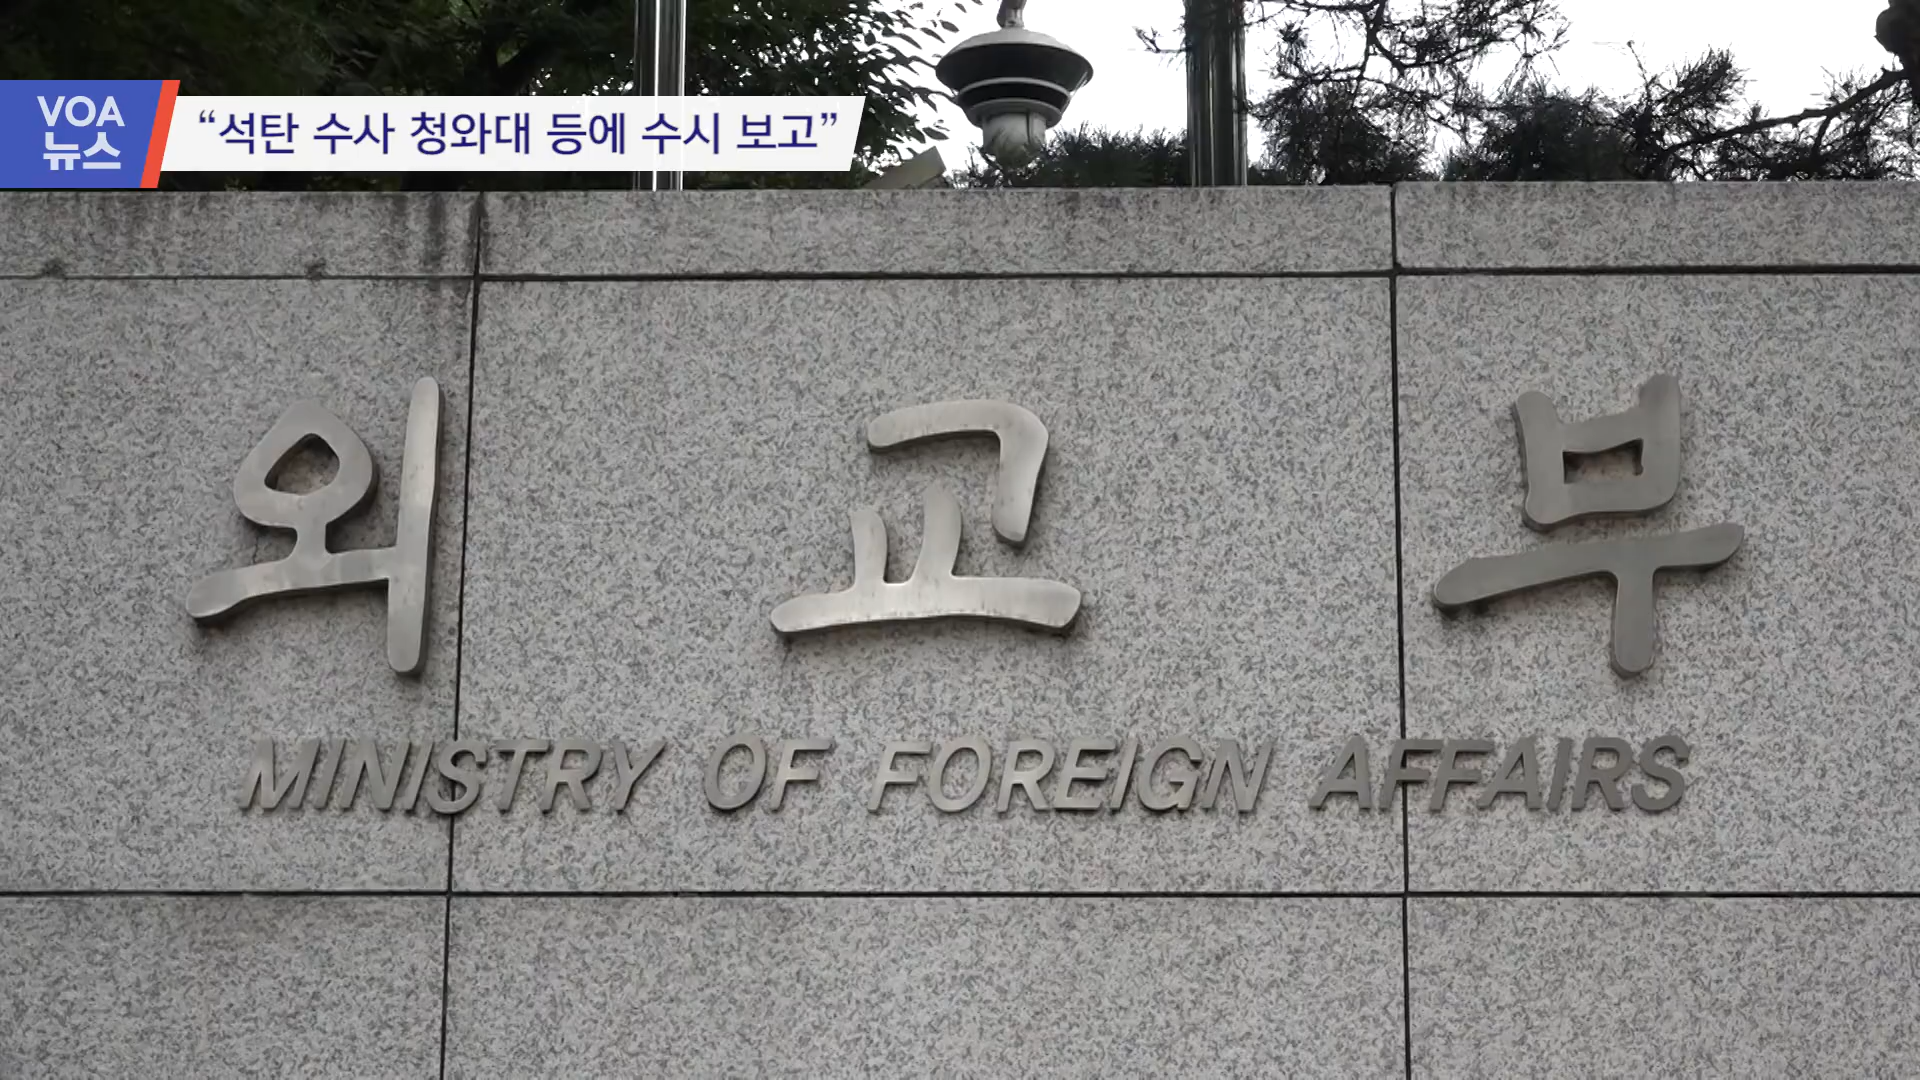 VOA
뉴스
“석탄 수사 청와대 등에 수시 보고”
외교부
MINISTRY OF FOREIGN AFFAIRS